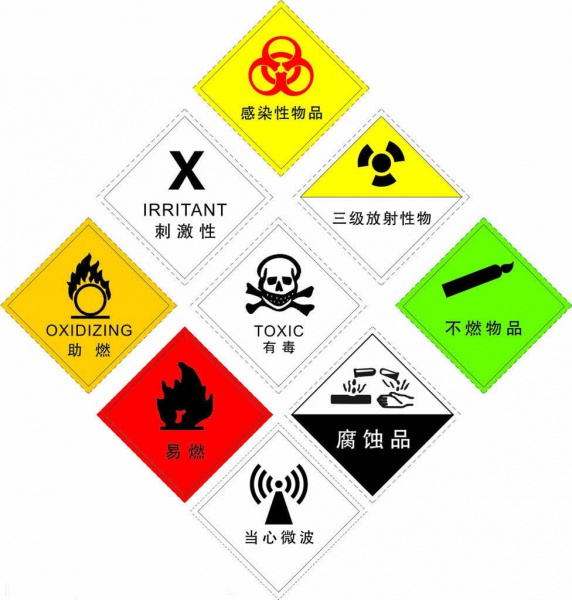 感染性物品
IRRITANT
刺激性
三级放射性物
OXIDIZING
助燃
TOXIC
有毒
不燃物品
易燃
腐蚀品
当心微波